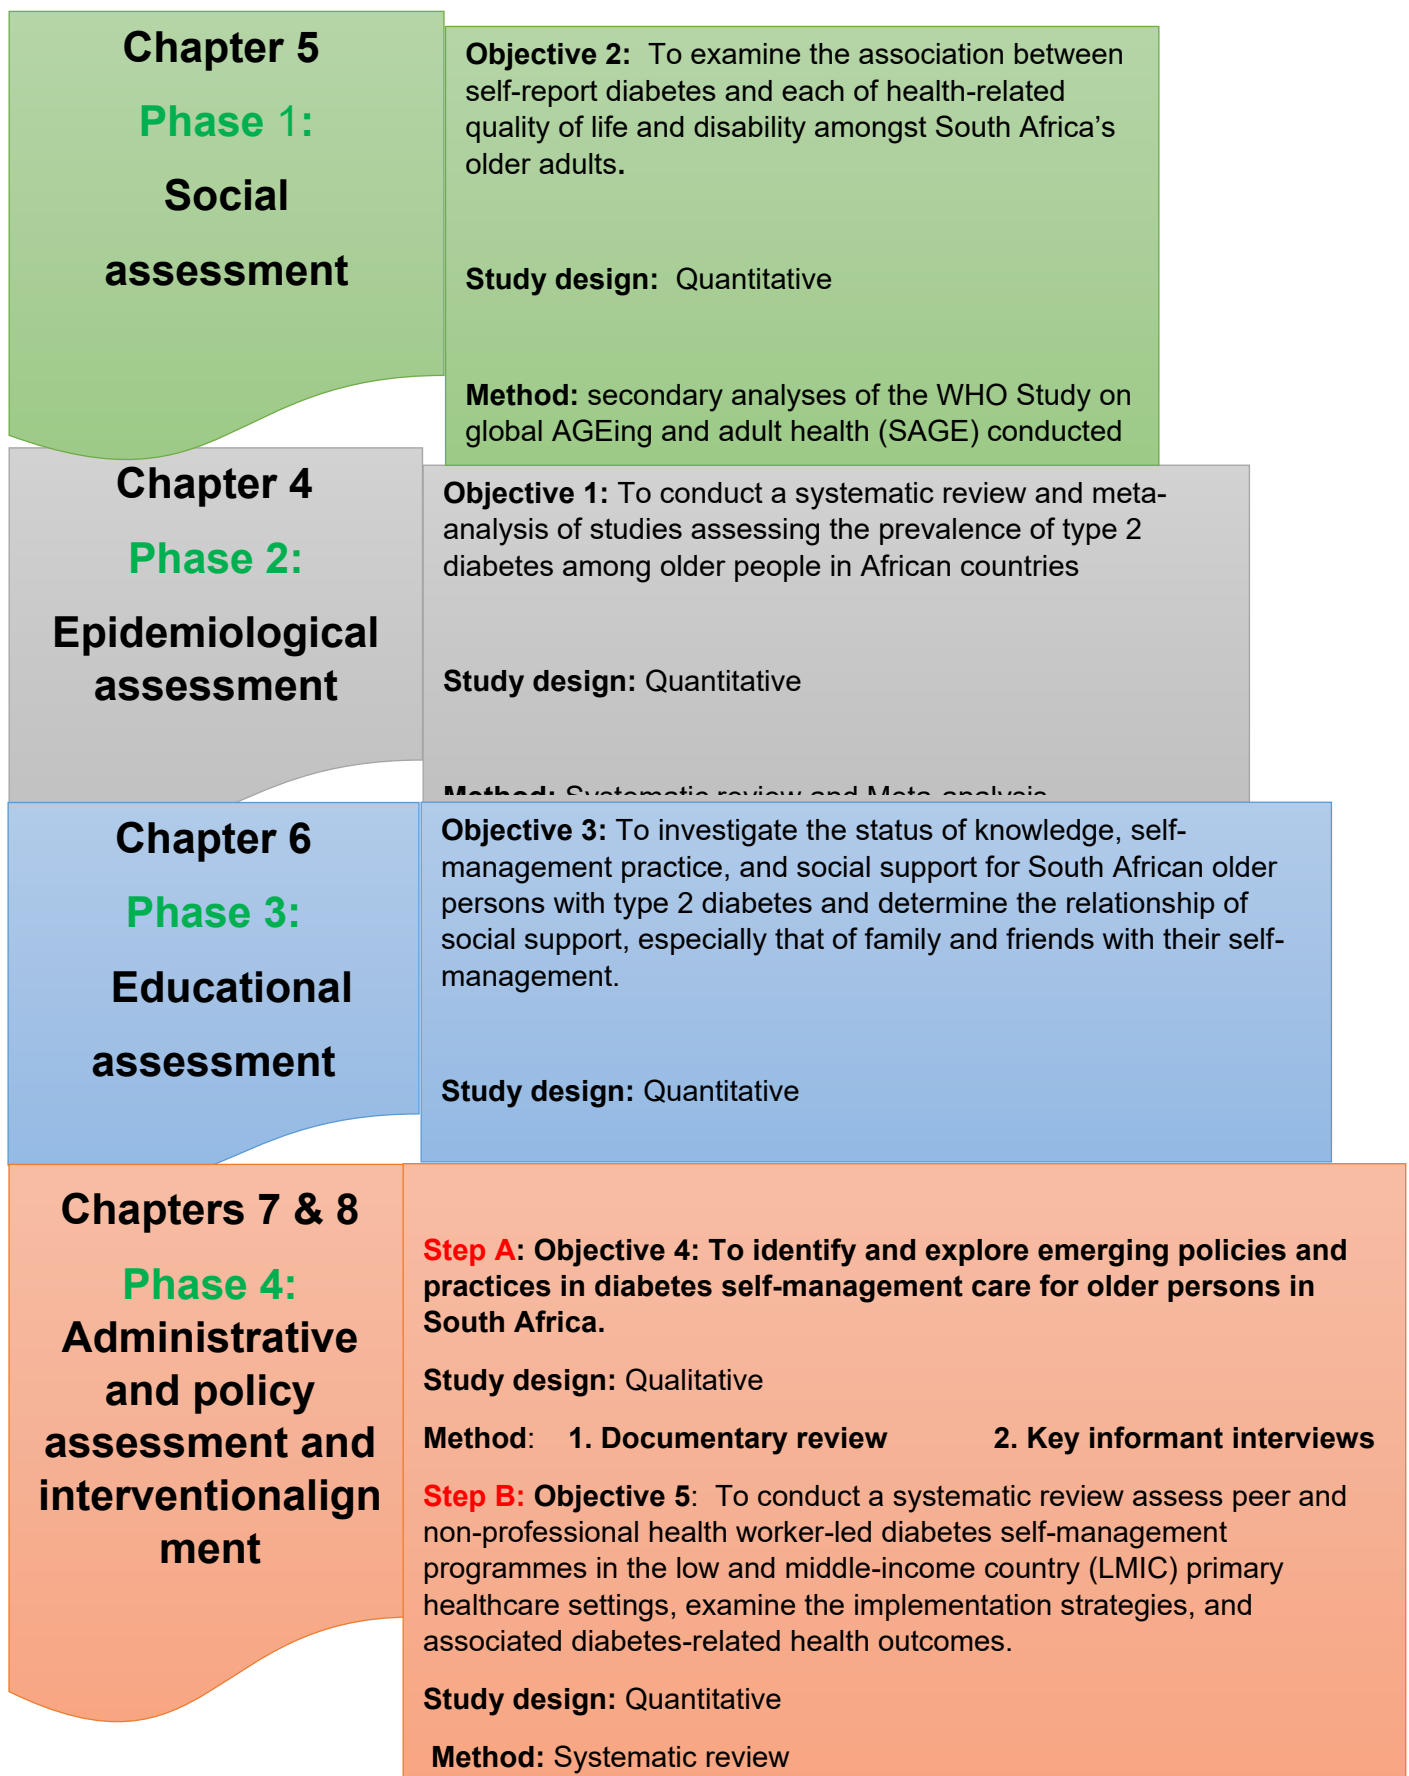 Chapter 5
Phase 1:
Social
assessment
Objective 2: To examine the association between
self-report diabetes and each of health-related
quality of life and disability amongst South Africa’s
older adults.
Study design: Quantitative
Method: secondary analyses of the WHO Study on
global AGEing and adult health (SAGE) conducted
Chapter 4
Phase 2:
Epidemiological
assessment
Objective 1: To conduct a systematic review and meta-
analysis of studies assessing the prevalence of type 2
diabetes among older people in African countries
Study design: Quantitative
Method: Systematic review and Meta-analysis
Chapter 6
Phase 3:
Educational
assessment
Objective 3: To investigate the status of knowledge, self-
management practice, and social support for South African older
persons with type 2 diabetes and determine the relationship of
social support, especially that of family and friends with their self-
management.
Study design: Quantitative
Chapters 7 & 8
Phase 4:
Administrative
and policy
assessment and
interventionalign
ment
Step A: Objective 4: To identify and explore emerging policies and
practices in diabetes self-management care for older persons in
South Africa.
Study design: Qualitative
Method: 1. Documentary review 2. Key informant interviews
Step B: Objective 5: To conduct a systematic review assess peer and
non-professional health worker-led diabetes self-management
programmes in the low and middle-income country (LMIC) primary
healthcare settings, examine the implementation strategies, and
associated diabetes-related health outcomes.
Study design: Quantitative
Method: Systematic review